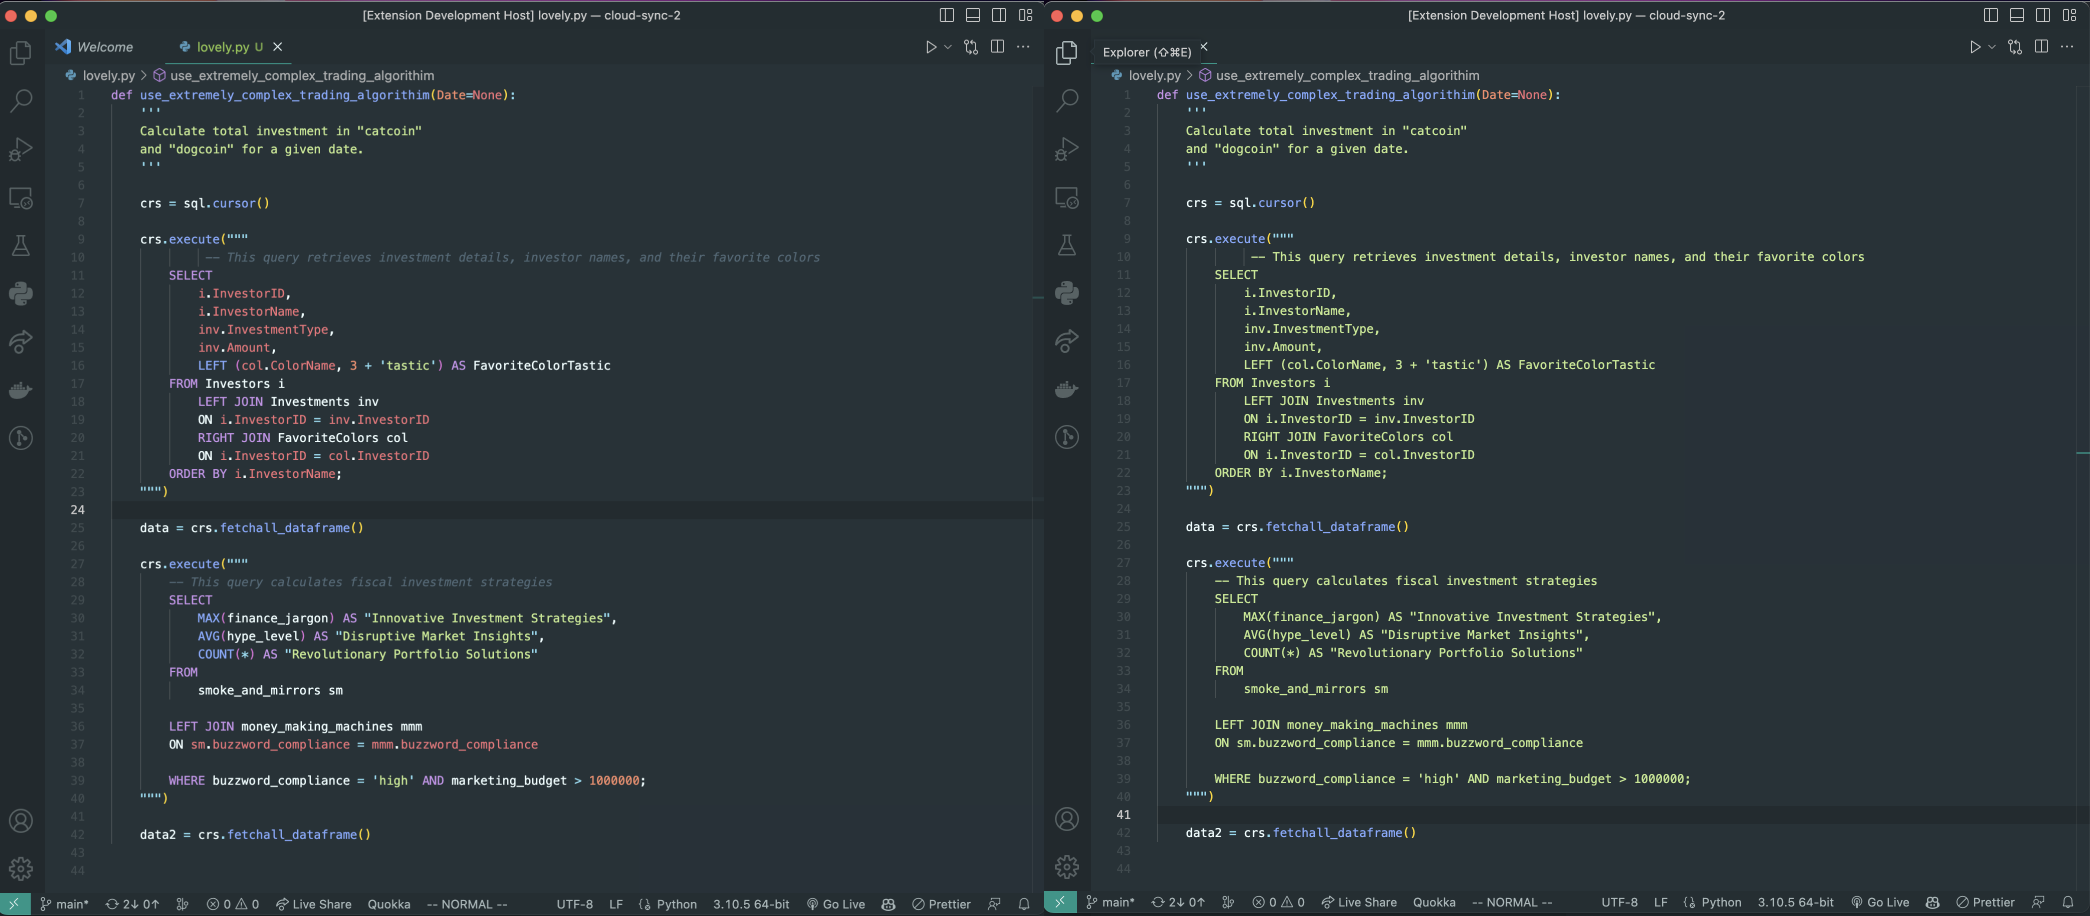 [Extension Development Host] lovely.py — cloud-sync-2
Welcome
lovely.py U
lovely.py > use_extremely_complex_trading_algorithim
1 def use_extremely_complex_trading_algorithim(Date=None):
2 '''
3 Calculate total investment in "catcoin"
4 and "dogcoin" for a given date.
5 '''
6
7 crs = sql.cursor()
8
9 crs.execute("""
10 -- This query retrieves investment details, investor names, and their favorite colors
11 SELECT
12 i.InvestorID,
13 i.InvestorName,
14 inv.InvestmentType,
15 inv.Amount,
16 LEFT (col.ColorName, 3 + 'tastic') AS FavoriteColorTastic
17 FROM Investors i
18 LEFT JOIN Investments inv
19 ON i.InvestorID = inv.InvestorID
20 RIGHT JOIN FavoriteColors col
21 ON i.InvestorID = col.InvestorID
22 ORDER BY i.InvestorName;
23 """)
24
25 data = crs.fetchall_dataframe()
26
27 crs.execute("""
28 -- This query calculates fiscal investment strategies
29 SELECT
30 MAX(finance_jargon) AS "Innovative Investment Strategies",
31 AVG(hype_level) AS "Disruptive Market Insights",
32 COUNT(*) AS "Revolutionary Portfolio Solutions"
33 FROM
34 smoke_and_mirrors sm
35
36 LEFT JOIN money_making_machines mmm
37 ON sm.buzzword_compliance = mmm.buzzword_compliance
38
39 WHERE buzzword_compliance = 'high' AND marketing_budget > 1000000;
40 """)
41
42 data2 = crs.fetchall_dataframe()
43
44
main* 2↓ 0↑ 0 0 Live Share Quokka -- NORMAL -- UTF-8 LF Python 3.10.5 64-bit Go Live Prettier
[Extension Development Host] lovely.py — cloud-sync-2
Explorer (⇧⌘E)
lovely.py > use_extremely_complex_trading_algorithim
1 def use_extremely_complex_trading_algorithim(Date=None):
2 '''
3 Calculate total investment in "catcoin"
4 and "dogcoin" for a given date.
5 '''
6
7 crs = sql.cursor()
8
9 crs.execute("""
10 -- This query retrieves investment details, investor names, and their favorite colors
11 SELECT
12 i.InvestorID,
13 i.InvestorName,
14 inv.InvestmentType,
15 inv.Amount,
16 LEFT (col.ColorName, 3 + 'tastic') AS FavoriteColorTastic
17 FROM Investors i
18 LEFT JOIN Investments inv
19 ON i.InvestorID = inv.InvestorID
20 RIGHT JOIN FavoriteColors col
21 ON i.InvestorID = col.InvestorID
22 ORDER BY i.InvestorName;
23 """)
24
25 data = crs.fetchall_dataframe()
26
27 crs.execute("""
28 -- This query calculates fiscal investment strategies
29 SELECT
30 MAX(finance_jargon) AS "Innovative Investment Strategies",
31 AVG(hype_level) AS "Disruptive Market Insights",
32 COUNT(*) AS "Revolutionary Portfolio Solutions"
33 FROM
34 smoke_and_mirrors sm
35
36 LEFT JOIN money_making_machines mmm
37 ON sm.buzzword_compliance = mmm.buzzword_compliance
38
39 WHERE buzzword_compliance = 'high' AND marketing_budget > 1000000;
40 """)
41
42 data2 = crs.fetchall_dataframe()
43
44
main* 2↓ 0↑ 0 0 Live Share Quokka -- NORMAL -- UTF-8 LF Python 3.10.5 64-bit Go Live Prettier